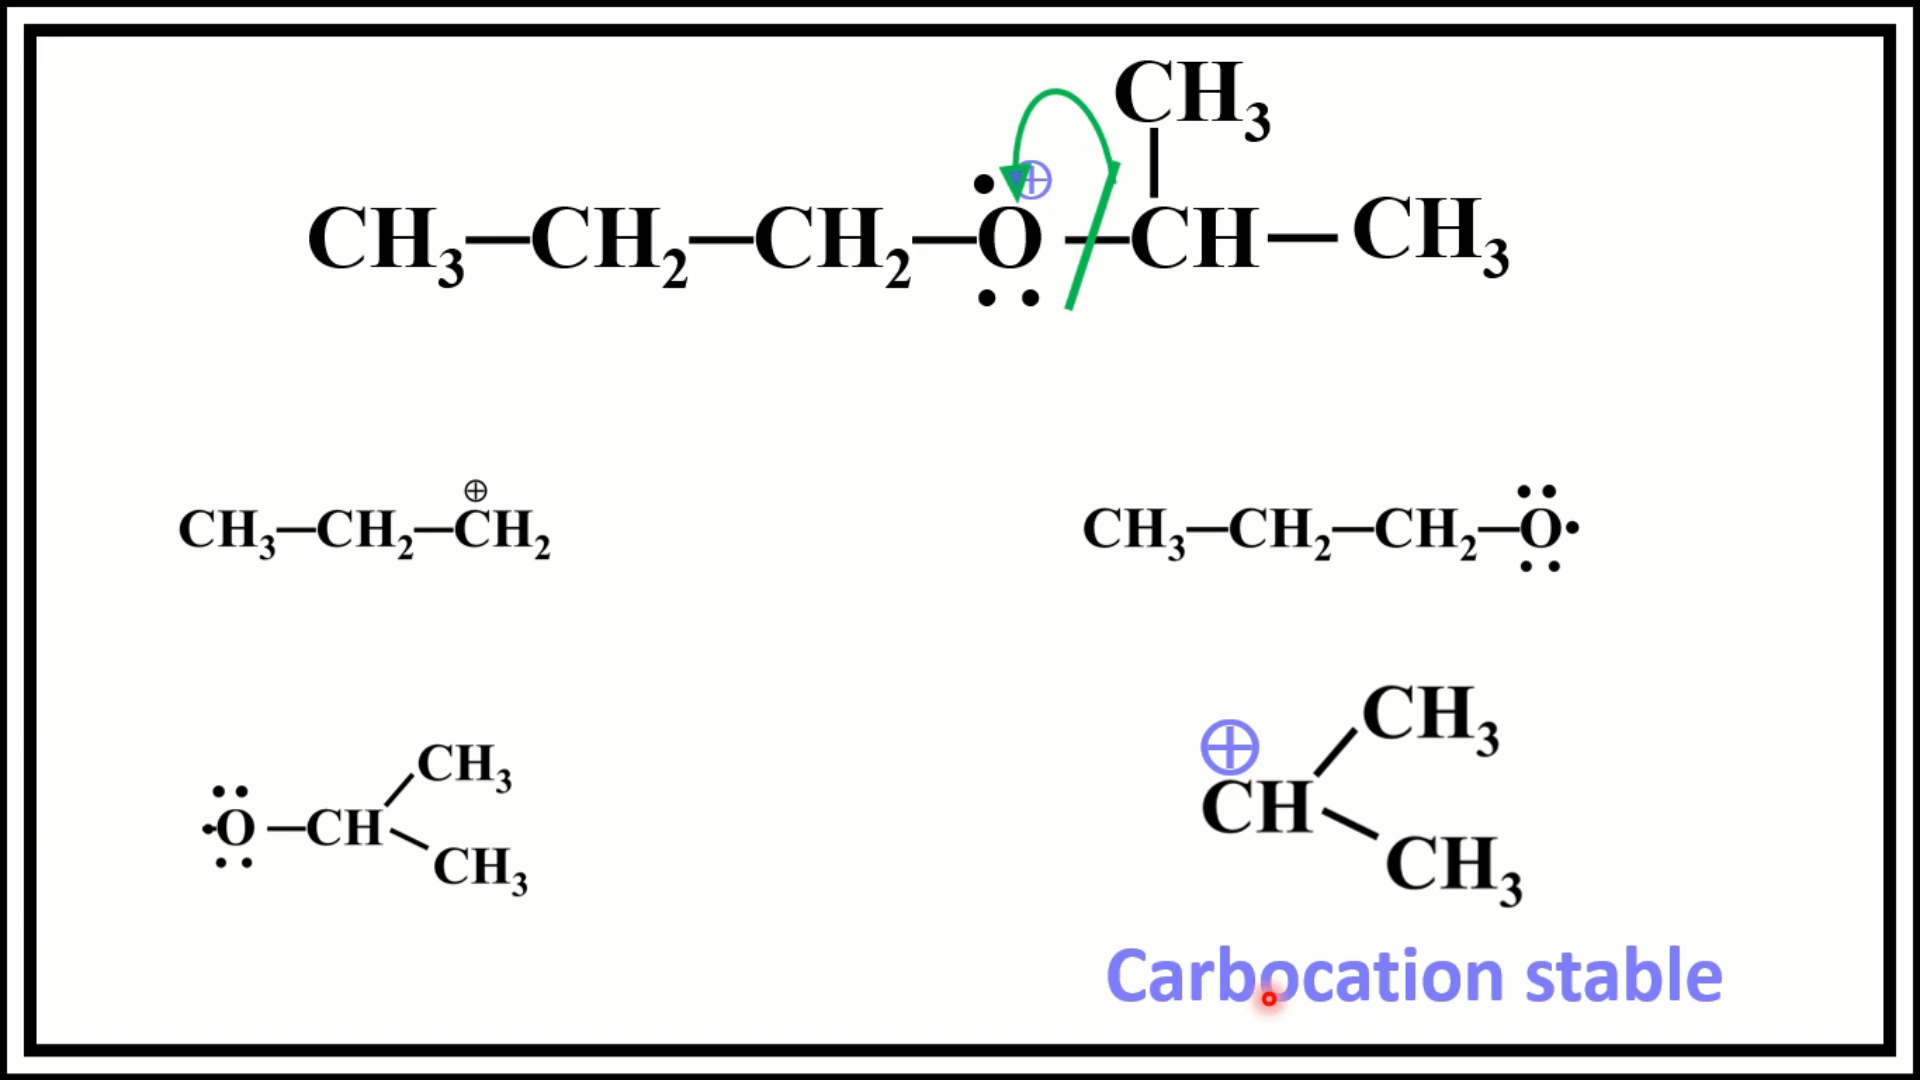 CH₃
CH₃—CH₂—CH₂—O—CH—CH₃
⊕
⊕
CH₃—CH₂—CH₂
CH₃—CH₂—CH₂—O
CH₃
O—CH
CH₃
⊕
CH₃
CH
CH₃
Carbocation stable